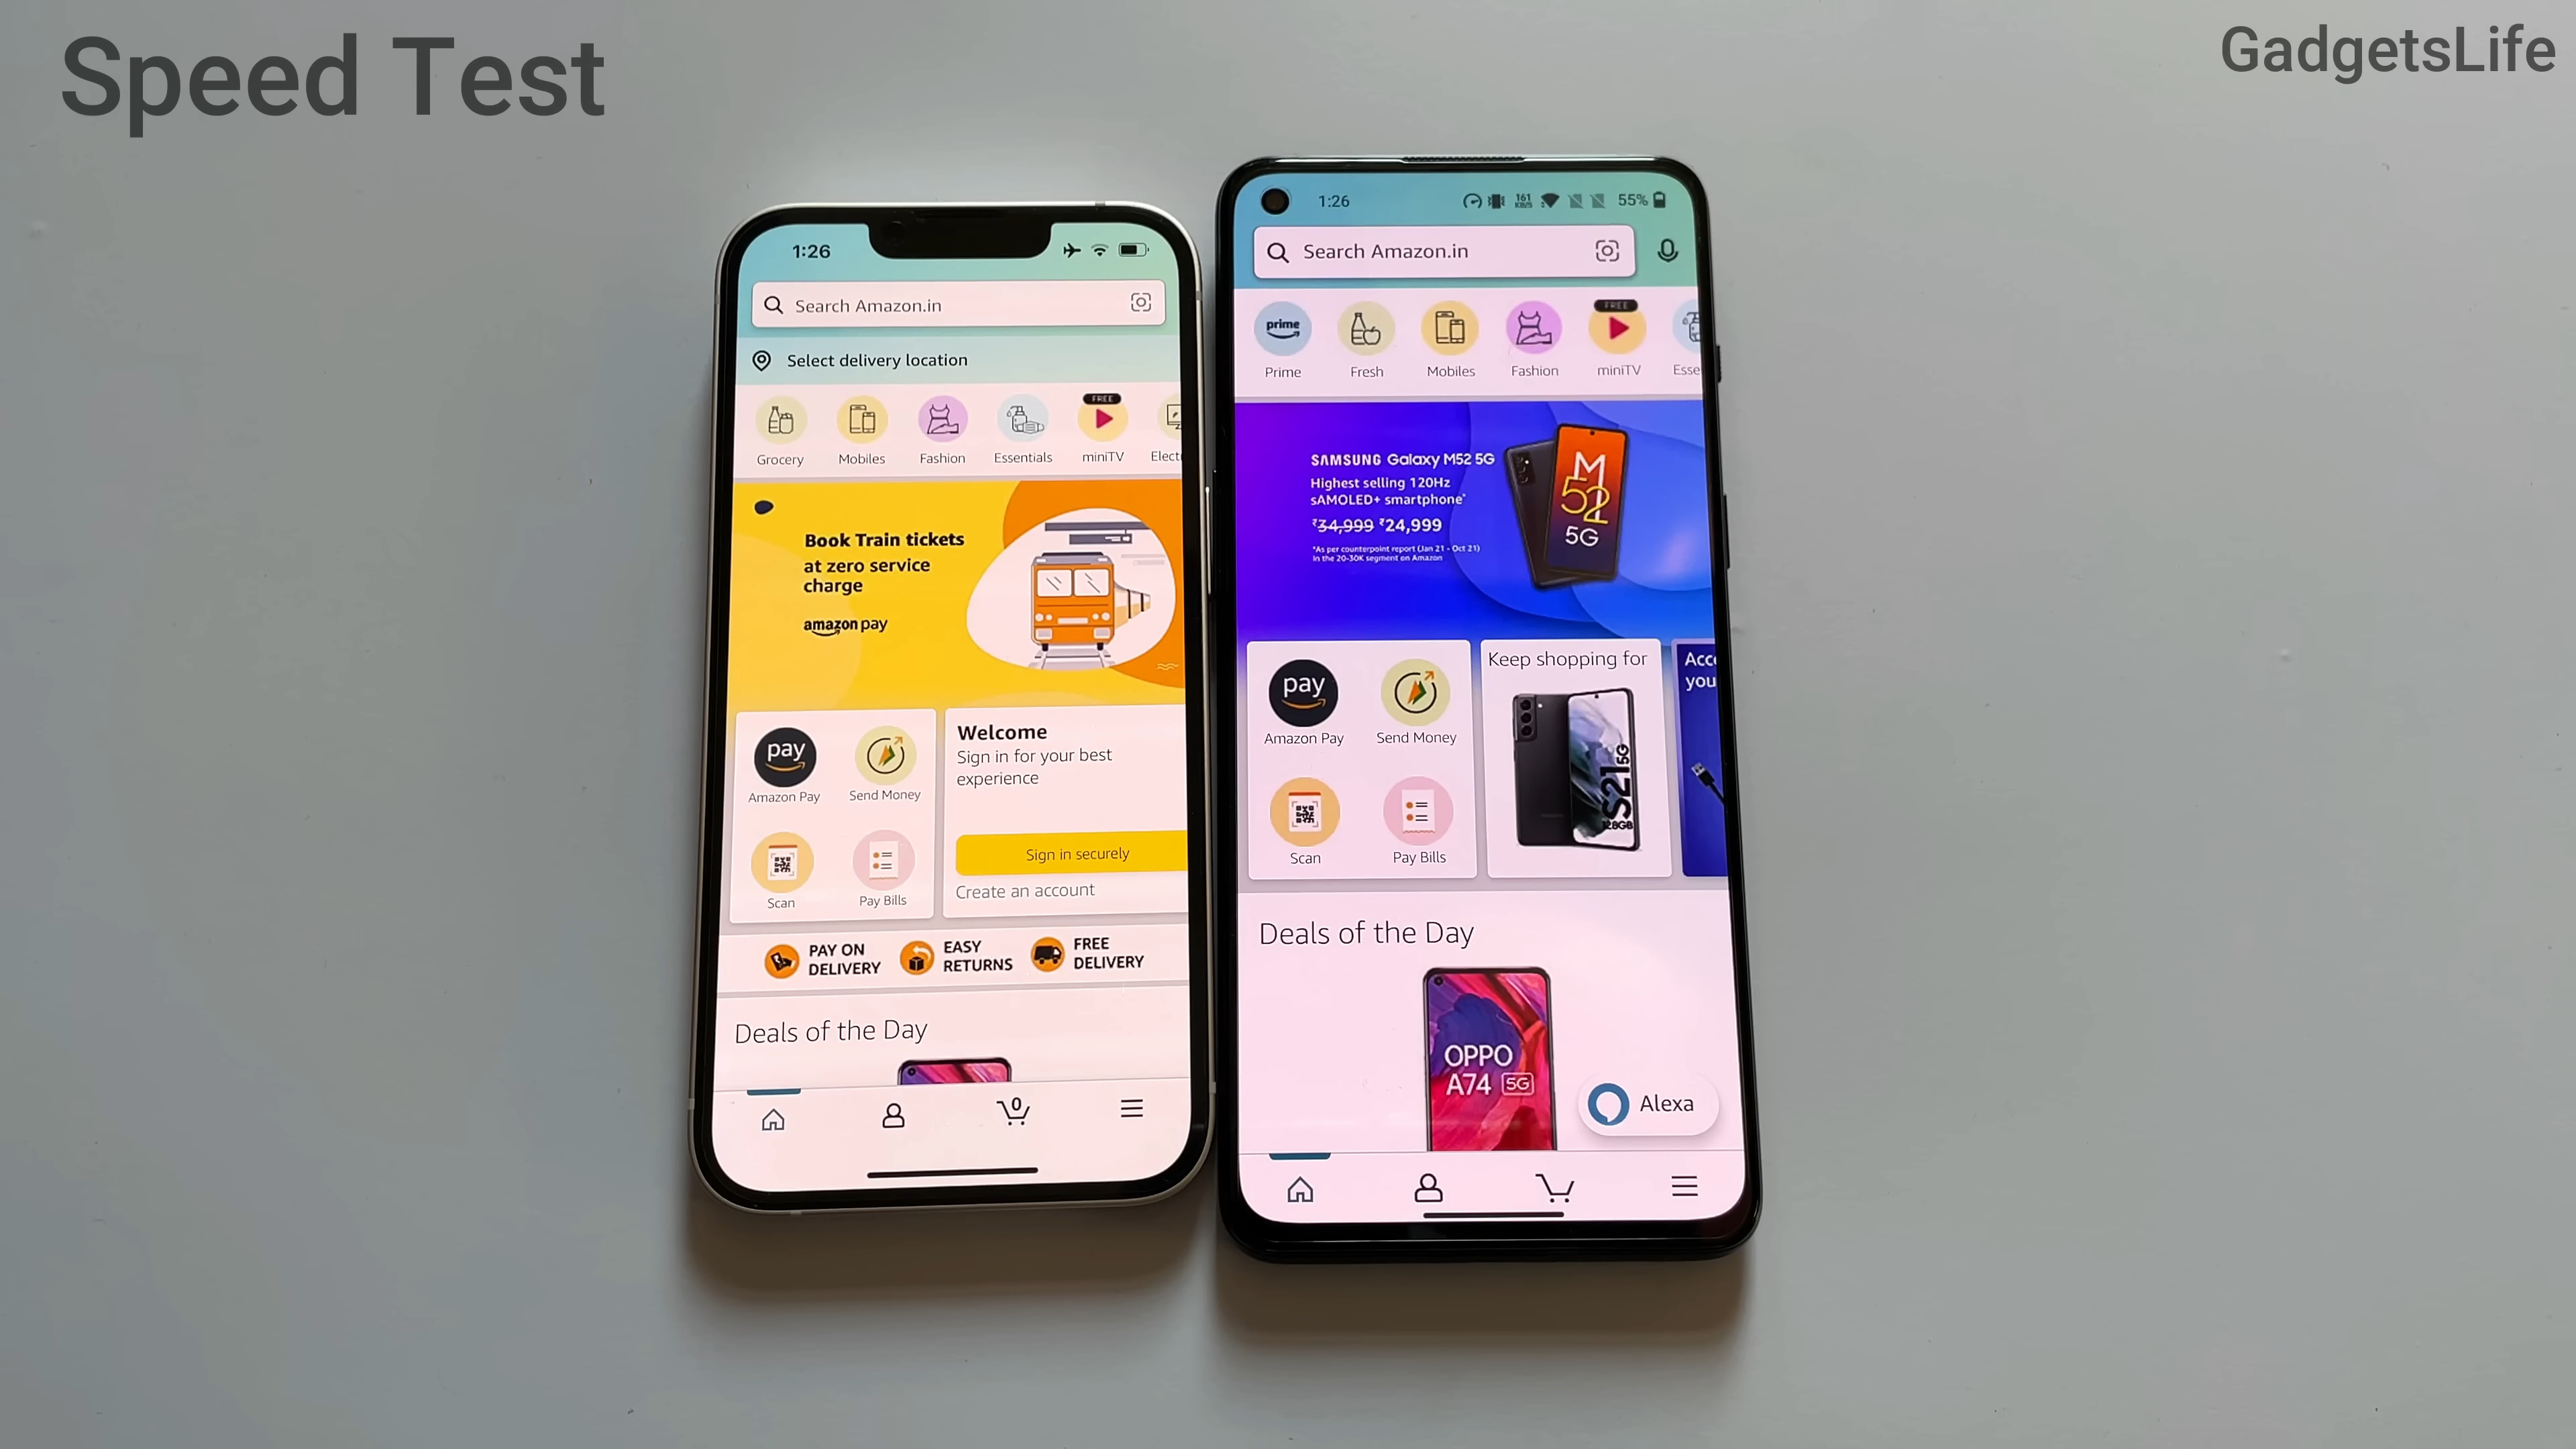 Speed Test
GadgetsLife
1:26
Search Amazon.in
Select delivery location
FREE
Grocery
Mobiles
Fashion
Essentials
miniTV
Elect
Book Train tickets
at zero service
charge
amazon pay
pay
Amazon Pay
Send Money
Scan
Pay Bills
Welcome
Sign in for your best
experience
Sign in securely
Create an account
PAY ON
DELIVERY
EASY
RETURNS
FREE
DELIVERY
Deals of the Day
0
1:26
161
KB/S
55%
Search Amazon.in
prime
FREE
Prime
Fresh
Mobiles
Fashion
miniTV
Esse
SAMSUNG Galaxy M52 5G
Highest selling 120Hz
sAMOLED+ smartphone*
₹34,999 ₹24,999
*As per counterpoint report (Jan 21 - Oct 21)
In the 20-30K segment on Amazon
M
52
5G
pay
Amazon Pay
Send Money
Scan
Pay Bills
Keep shopping for
S21 5G
128GB
Acc
you
Deals of the Day
OPPO
A74 5G
Alexa